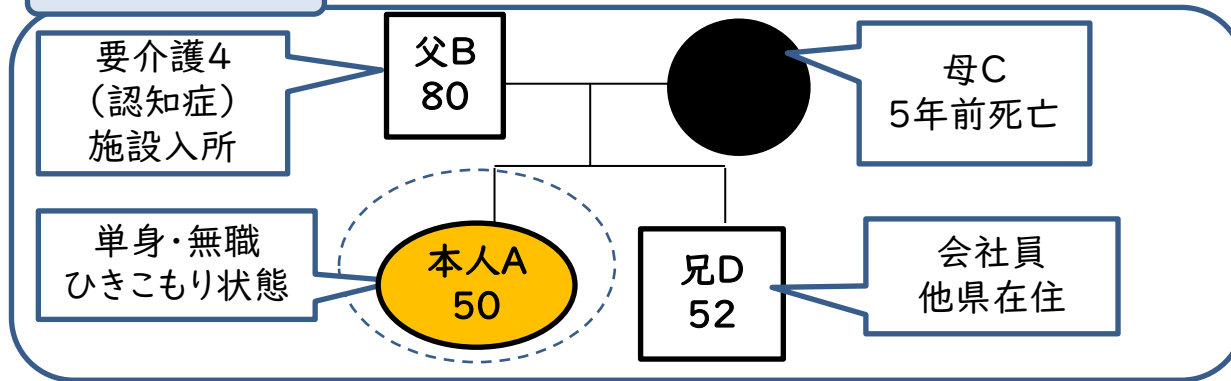 要介護4
(認知症)
施設入所
父B
80
母C
5年前死亡
単身・無職
ひきこもり状態
本人A
50
兄D
52
会社員
他県在住